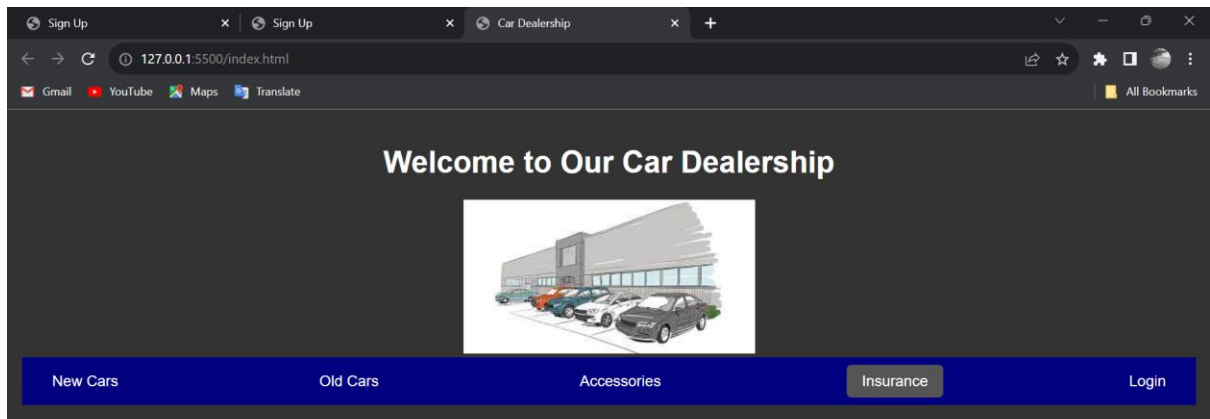 Sign Up Sign Up Car Dealership
127.0.0.1:5500/index.html
Gmail YouTube Maps Translate All Bookmarks
Welcome to Our Car Dealership
New Cars Old Cars Accessories Insurance Login